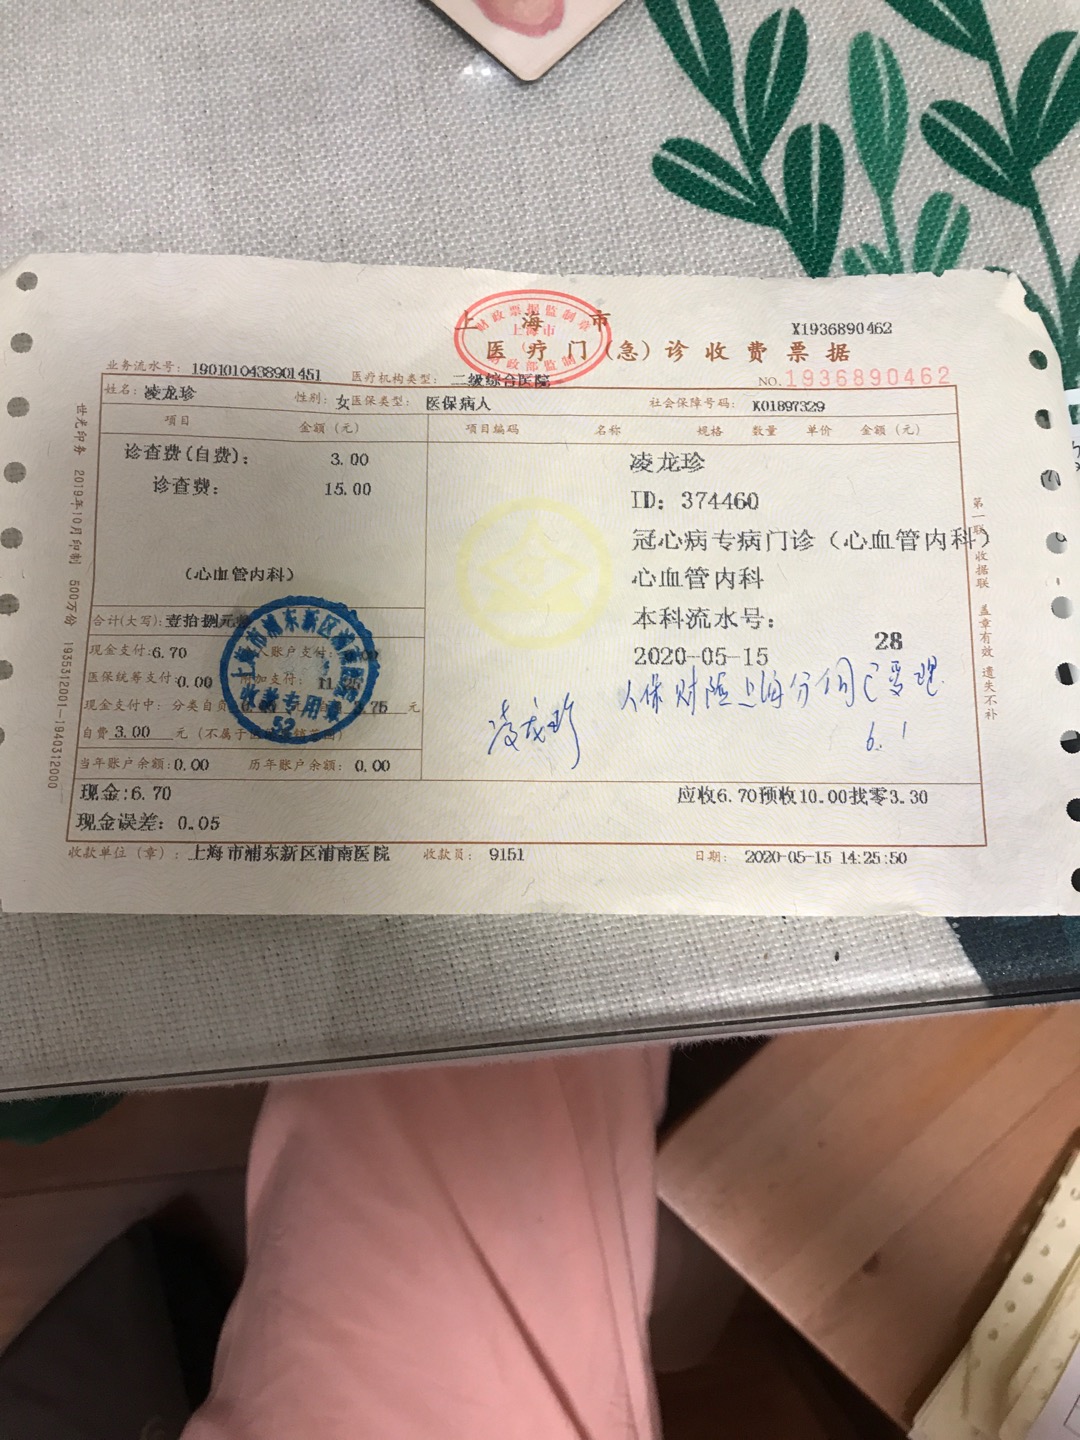 上海市
财政票据监制章
上海市
财政部监制
X1936890462
医疗门(急)诊收费票据
业务流水号: 1901010438901451
医疗机构类型: 二级综合医院
NO.1936890462
姓名: 凌龙珍
性别: 女
医保类型: 医保病人
社会保障号码: K01897329
项目
金额(元)
项目编码
名称
规格
数量
单价
金额(元)
诊查费(自费): 3.00
诊查费: 15.00
(心血管内科)
凌龙珍
ID: 374460
冠心病专病门诊(心血管内科)
心血管内科
本科流水号:
28
2020-05-15
合计(大写): 壹拾捌元
现金支付:6.70
账户支付:
医保统筹支付:0.00
附加支付: 11.
现金支付中: 分类自负
.75 元
自费 3.00 元 (不属于医
当年账户余额:0.00
历年账户余额: 0.00
上海市浦东新区浦南医院
收费专用章
52
凌龙珍
人保财险上海分公司已受理
6.1
现金:6.70
应收6.70预收10.00找零3.30
现金误差: 0.05
收款单位(章): 上海市浦东新区浦南医院
收款员: 9151
日期: 2020-05-15 14:25:50
世光印务 2019年10月印制 500万份 1935312001—1940312000
第一联 收据联 盖章有效 遗失不补